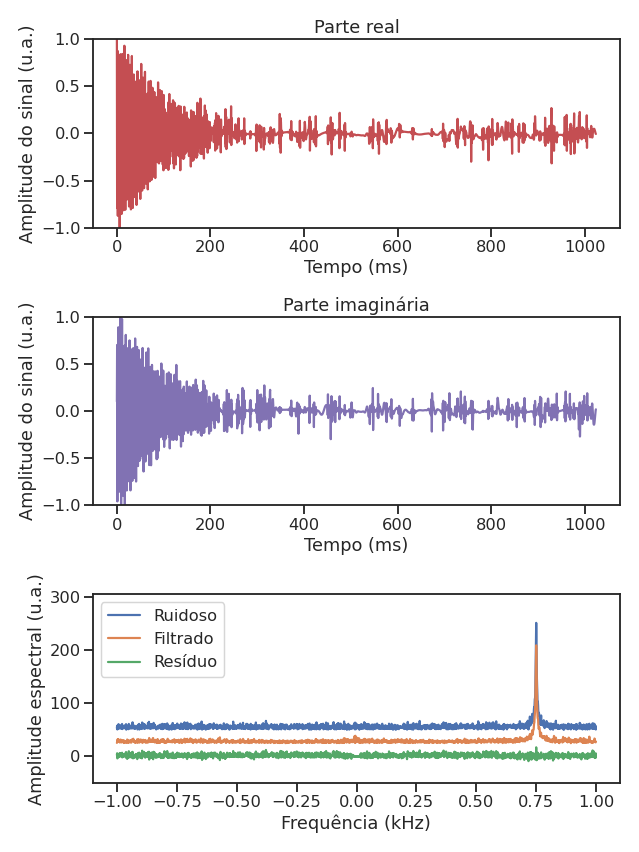 Parte real
Amplitude do sinal (u.a.)
1.0
0.5
0.0
−0.5
−1.0
0 200 400 600 800 1000
Tempo (ms)
Parte imaginária
Amplitude do sinal (u.a.)
1.0
0.5
0.0
−0.5
−1.0
0 200 400 600 800 1000
Tempo (ms)
Amplitude espectral (u.a.)
300
200
100
0
Ruidoso
Filtrado
Resíduo
−1.00 −0.75 −0.50 −0.25 0.00 0.25 0.50 0.75 1.00
Frequência (kHz)